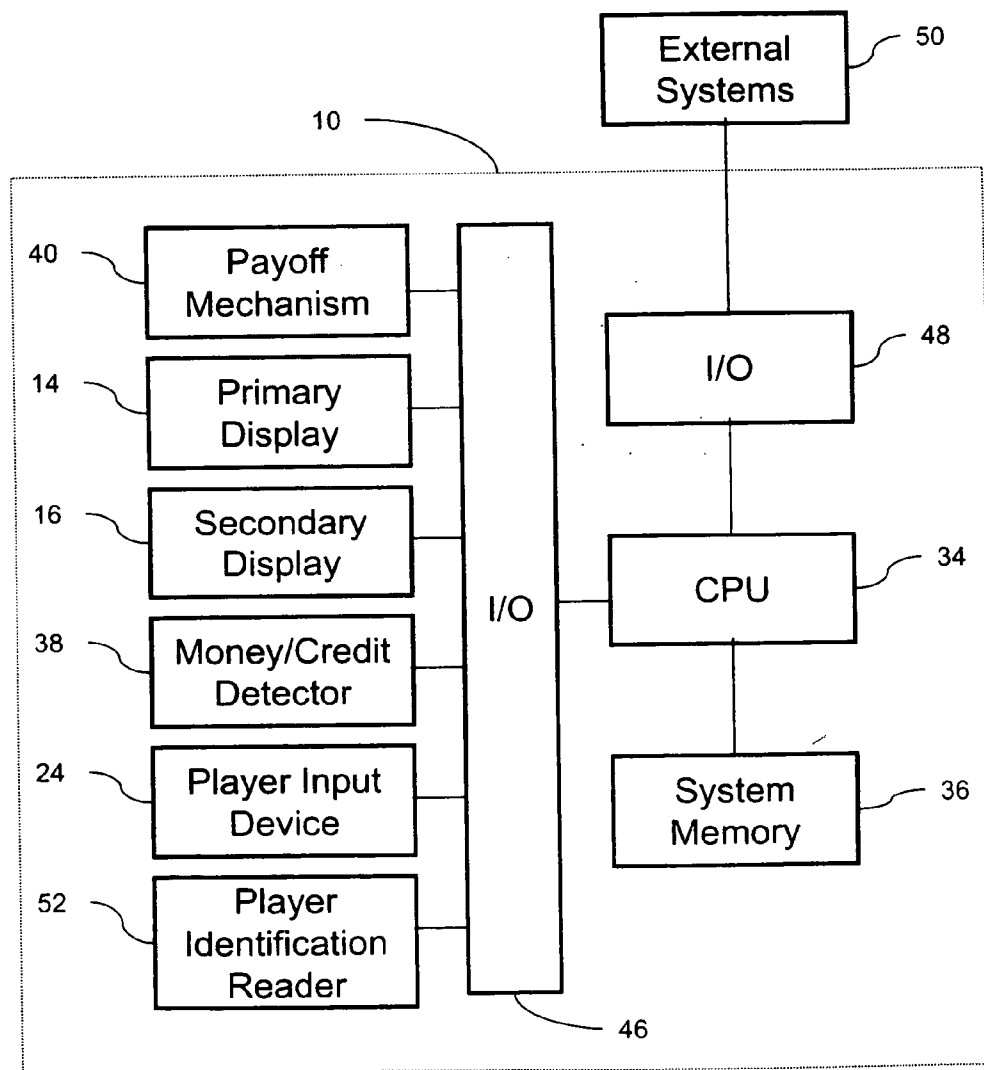 External
Systems
50
10
40
Payoff
Mechanism
14
Primary
Display
16
Secondary
Display
38
Money/Credit
Detector
24
Player Input
Device
52
Player
Identification
Reader
I/O
46
I/O
48
CPU
34
System
Memory
36